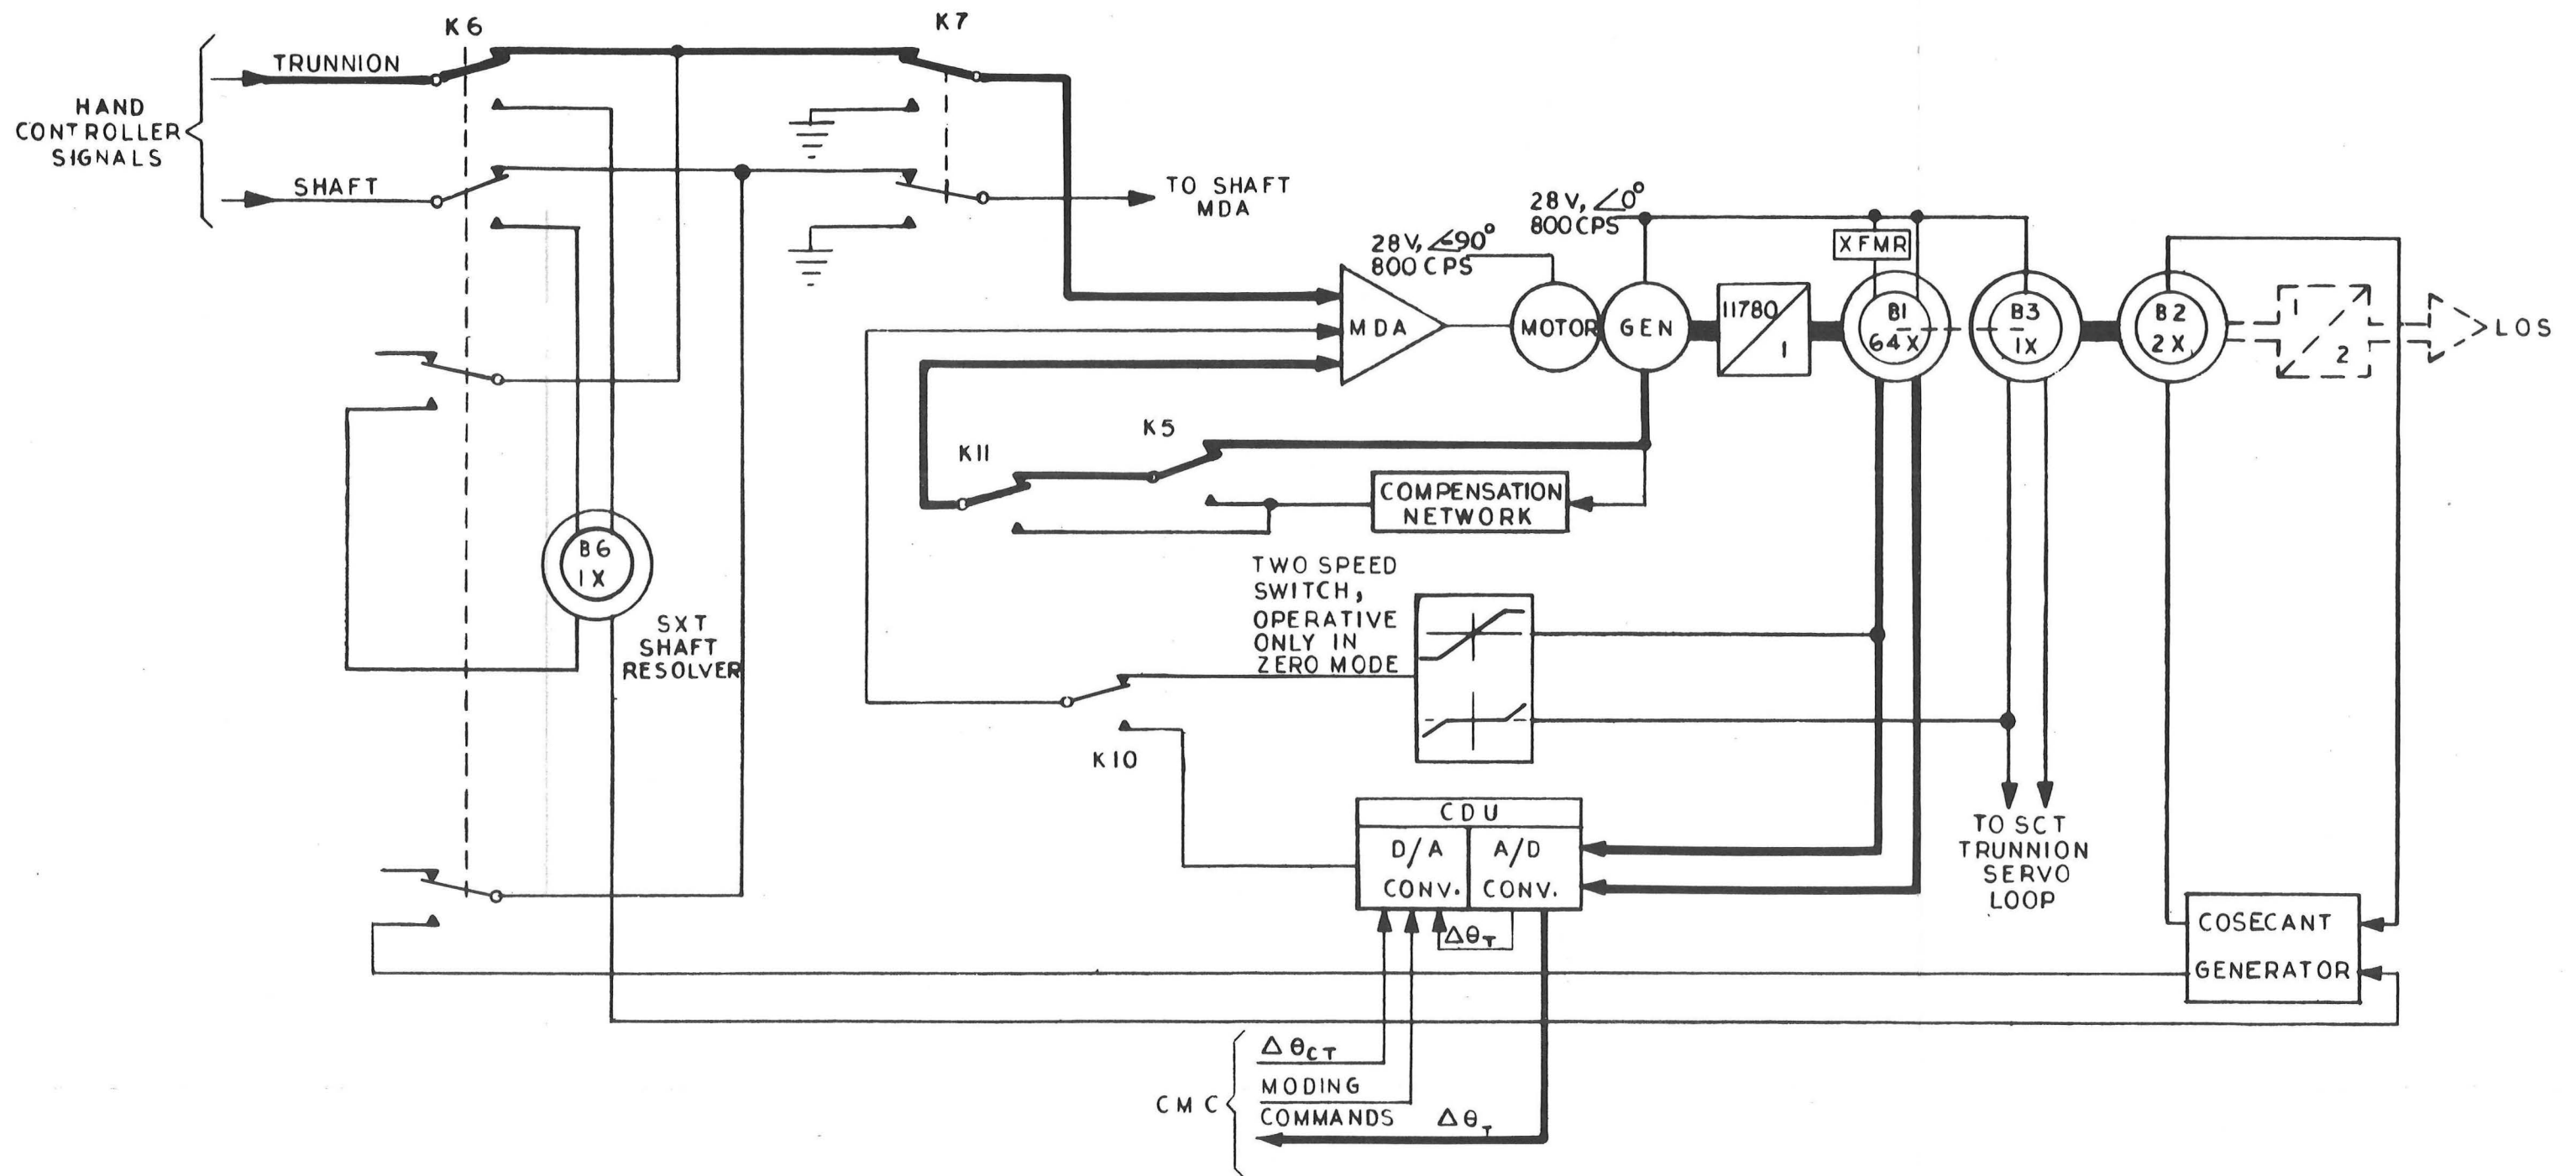 K6
K7
TRUNNION
HAND
CONTROLLER
SIGNALS
SHAFT
TO SHAFT
MDA
28V, ∠-90°
800 CPS
28V, ∠0°
800CPS
XFMR
MDA
MOTOR
GEN
11780
1
B1
64X
B3
1X
B2
2X
1
2
LOS
K11
K5
COMPENSATION
NETWORK
B6
1X
SXT
SHAFT
RESOLVER
TWO SPEED
SWITCH,
OPERATIVE
ONLY IN
ZERO MODE
K10
CDU
D/A
CONV.
A/D
CONV.
ΔθT
TO SCT
TRUNNION
SERVO
LOOP
COSECANT
GENERATOR
CMC
ΔθCT
MODING
COMMANDS
ΔθT